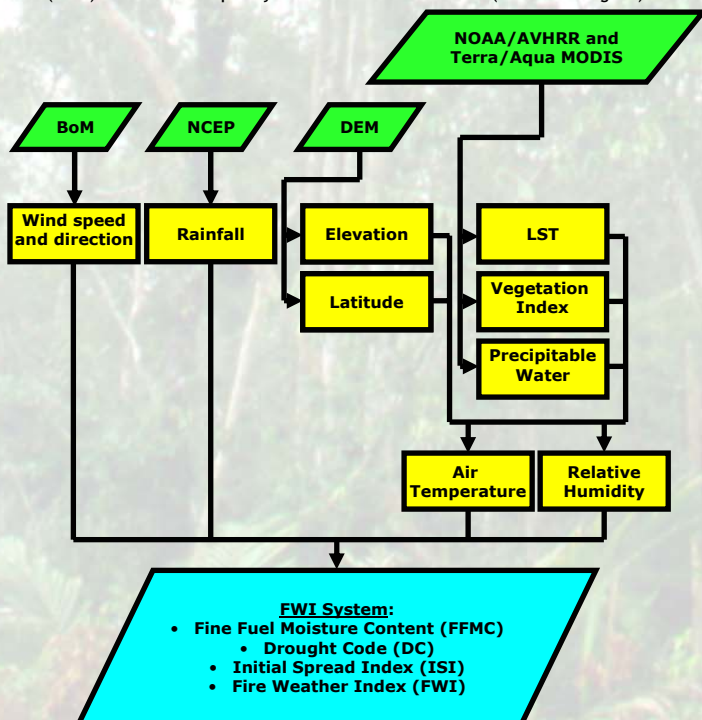 NOAA/AVHRR and
Terra/Aqua MODIS
BoM
NCEP
DEM
Wind speed
and direction
Rainfall
Elevation
LST
Latitude
Vegetation
Index
Precipitable
Water
Air
Temperature
Relative
Humidity
FWI System:
• Fine Fuel Moisture Content (FFMC)
• Drought Code (DC)
• Initial Spread Index (ISI)
• Fire Weather Index (FWI)